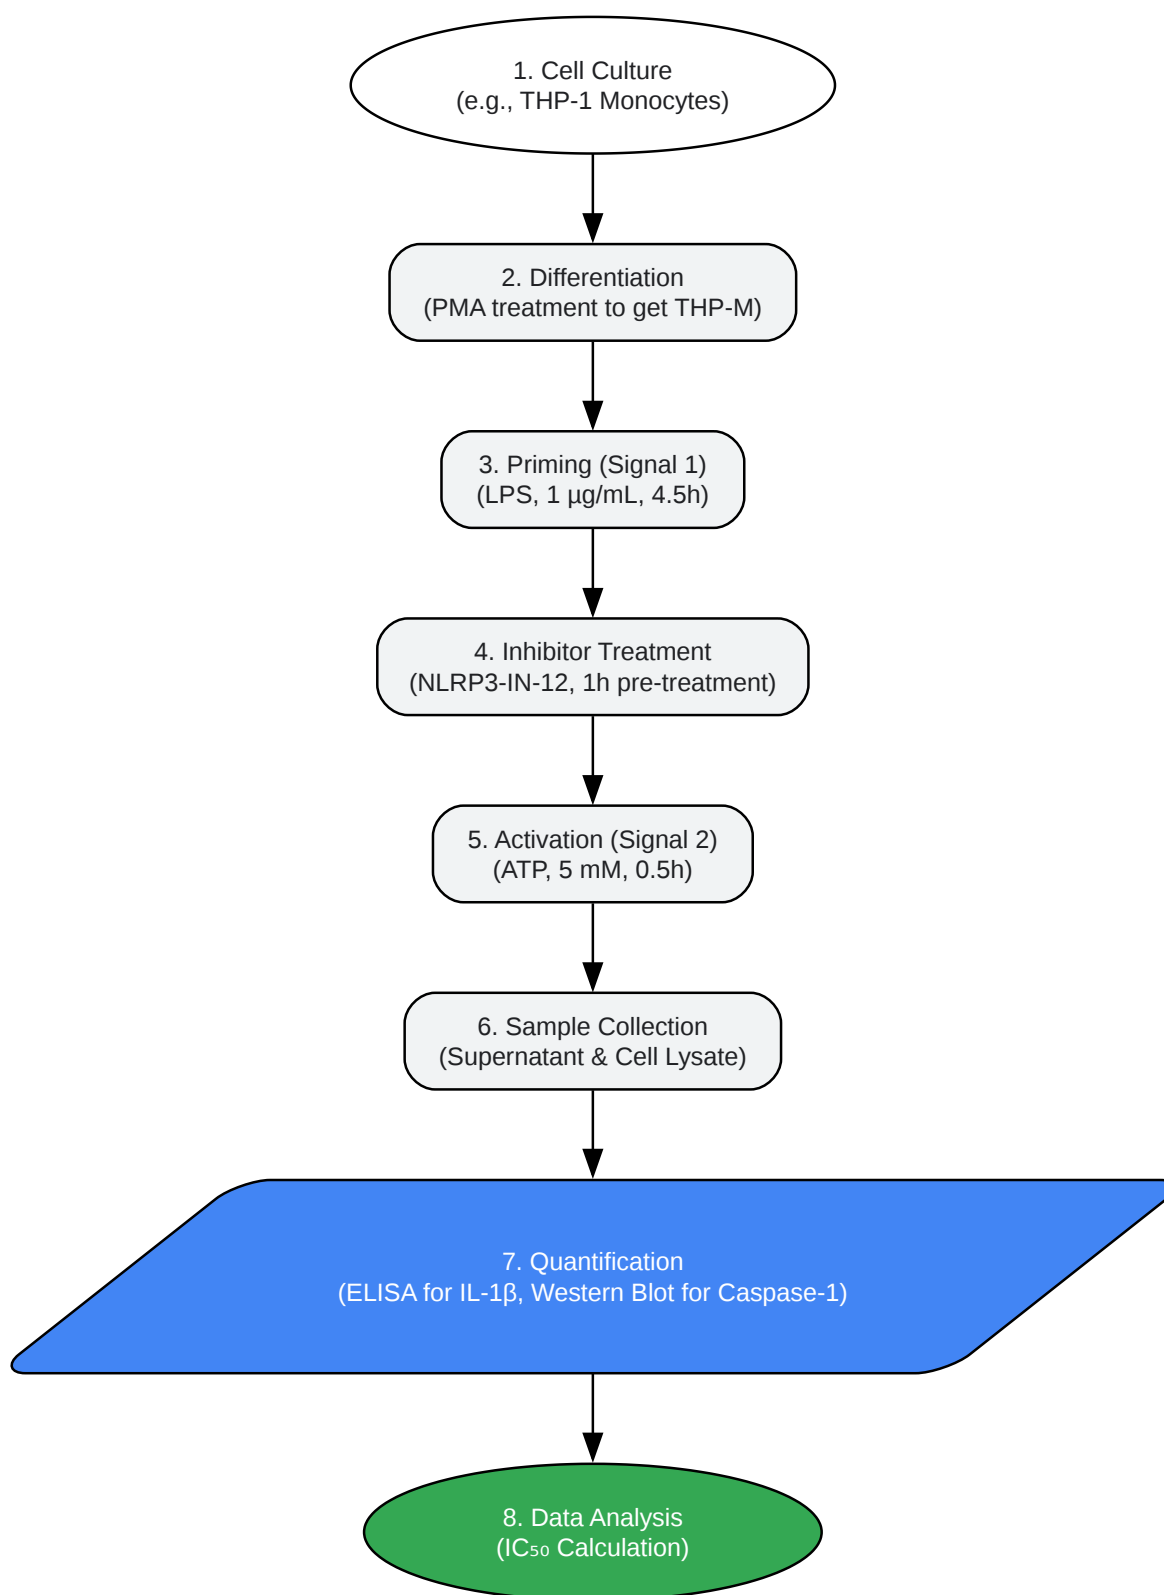 1. Cell Culture
(e.g., THP-1 Monocytes)
2. Differentiation
(PMA treatment to get THP-M)
3. Priming (Signal 1)
(LPS, 1 µg/mL, 4.5h)
4. Inhibitor Treatment
(NLRP3-IN-12, 1h pre-treatment)
5. Activation (Signal 2)
(ATP, 5 mM, 0.5h)
6. Sample Collection
(Supernatant & Cell Lysate)
7. Quantification
(ELISA for IL-1β, Western Blot for Caspase-1)
8. Data Analysis
(IC₅₀ Calculation)